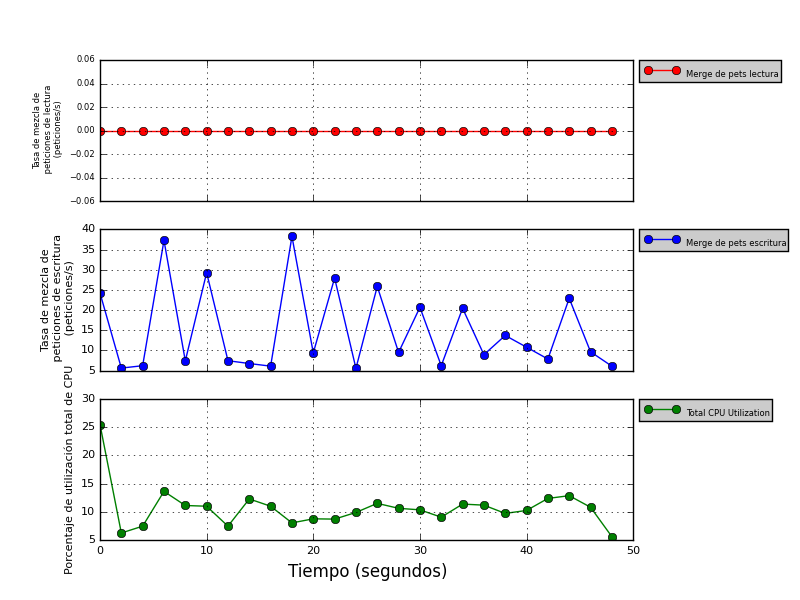 Tasa de mezcla de
peticiones de lectura
(peticiones/s)
0.06
0.04
0.02
0.00
−0.02
−0.04
−0.06
Merge de pets lectura
Tasa de mezcla de
peticiones de escritura
(peticiones/s)
40
35
30
25
20
15
10
5
Merge de pets escritura
Porcentaje de utilización total de CPU
30
25
20
15
10
5
Total CPU Utilization
0 10 20 30 40 50
Tiempo (segundos)